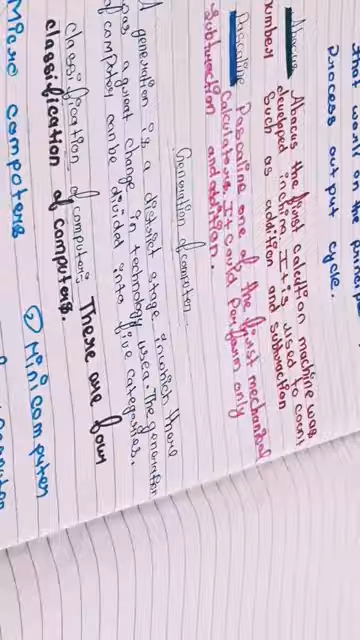 that work on the
Process output cycle.
Abacus Abacus the first calculation machine was
developed in china. It is used to count
number such as addition and subtraction
Pascaline Pascaline one of the first mechanical
calculators. It could perform only
subtraction and addition.
Generation of computer
A generation is a distinct stage in which there
was a great change in technology used. The generation
of computer can be divided into five categories.
classification of computers There are four
classification of computers.
Micro computers ② Mini computer